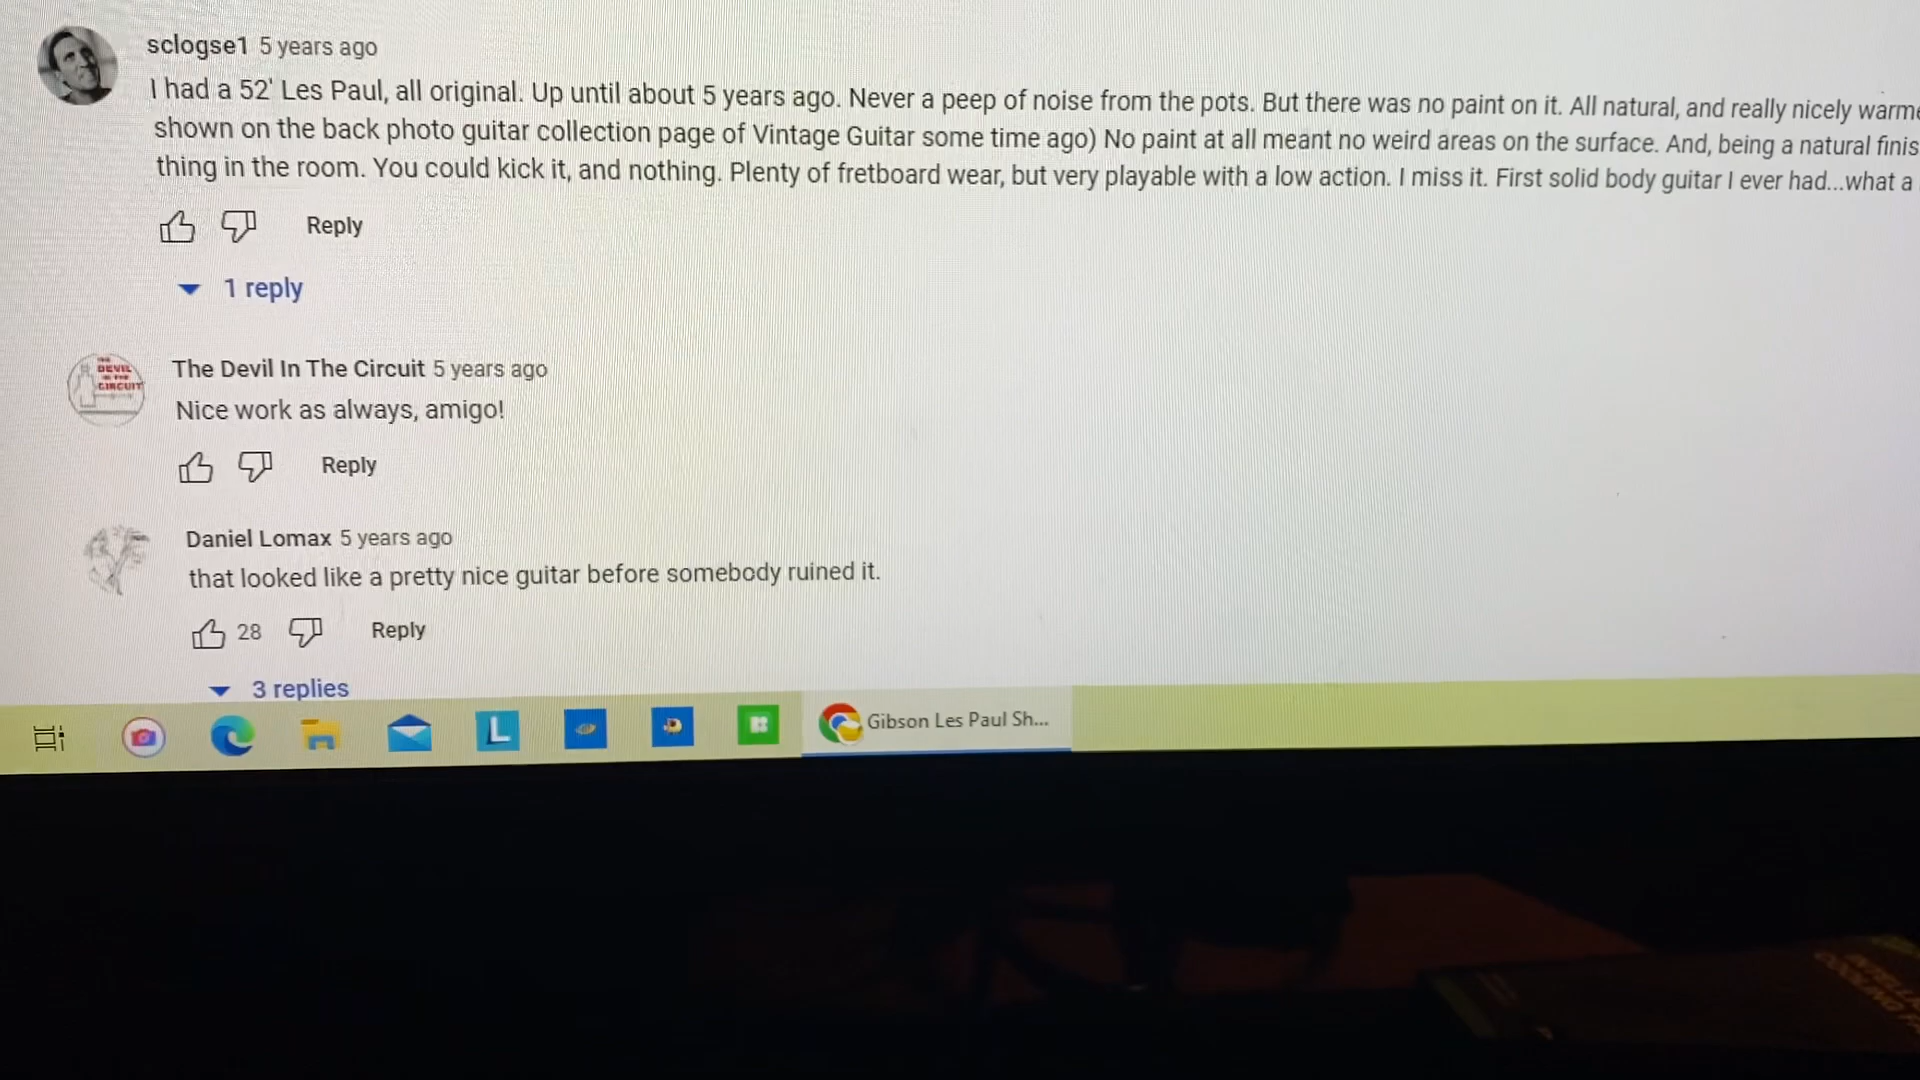 sclogse1 5 years ago
I had a 52' Les Paul, all original. Up until about 5 years ago. Never a peep of noise from the pots. But there was no paint on it. All natural, and really nicely
shown on the back photo guitar collection page of Vintage Guitar some time ago) No paint at all meant no weird areas on the surface. And, being a natural
thing in the room. You could kick it, and nothing. Plenty of fretboard wear, but very playable with a low action. I miss it. First solid body guitar I ever had...what a
Reply
1 reply
DEVIL
IN THE
CIRCUIT
The Devil In The Circuit 5 years ago
Nice work as always, amigo!
Reply
Daniel Lomax 5 years ago
that looked like a pretty nice guitar before somebody ruined it.
28 Reply
3 replies
L
Gibson Les Paul Sh...